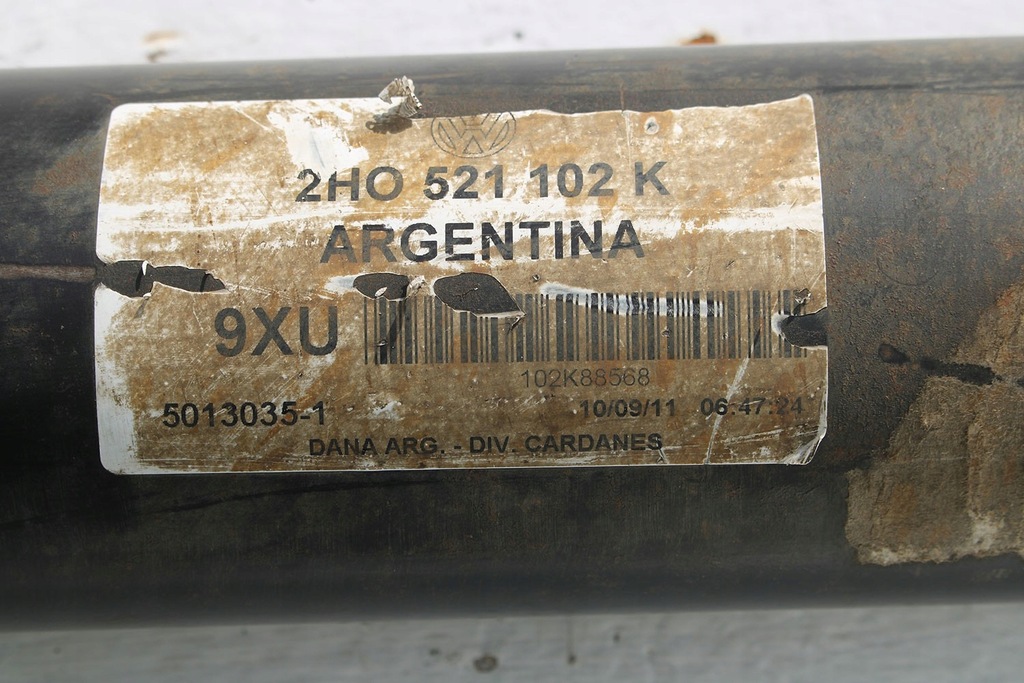 2HO 521 102 K
ARGENTINA
9XU
102K88568
5013035-1 10/09/11 06:47:24
DANA ARG. - DIV. CARDANES